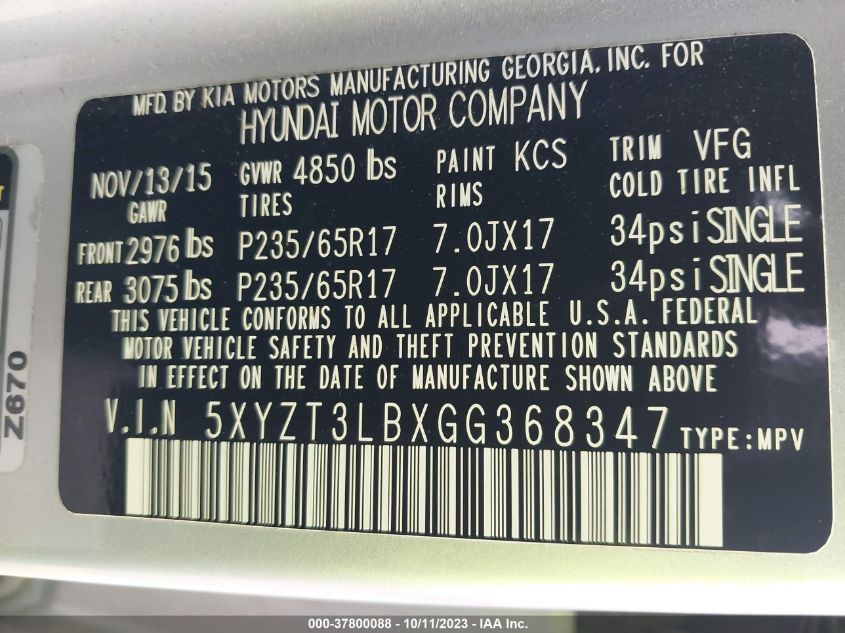 MFD. BY KIA MOTORS MANUFACTURING GEORGIA, INC. FOR
HYUNDAI MOTOR COMPANY
NOV/13/15 GVWR 4850 lbs PAINT KCS TRIM VFG
GAWR TIRES RIMS COLD TIRE INFL
FRONT 2976 lbs P235/65R17 7.0JX17 34psi SINGLE
REAR 3075 lbs P235/65R17 7.0JX17 34psi SINGLE
THIS VEHICLE CONFORMS TO ALL APPLICABLE U.S.A. FEDERAL
MOTOR VEHICLE SAFETY AND THEFT PREVENTION STANDARDS
IN EFFECT ON THE DATE OF MANUFACTURE SHOWN ABOVE
V.I.N 5XYZT3LBXGG368347 TYPE:MPV
Z670
000-37800088 - 10/11/2023 - IAA Inc.